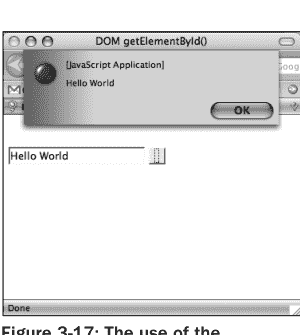 DOM getElementById()
[JavaScript Application]
Hello World
OK
Hello World
Done
Figure 3-17: The use of the